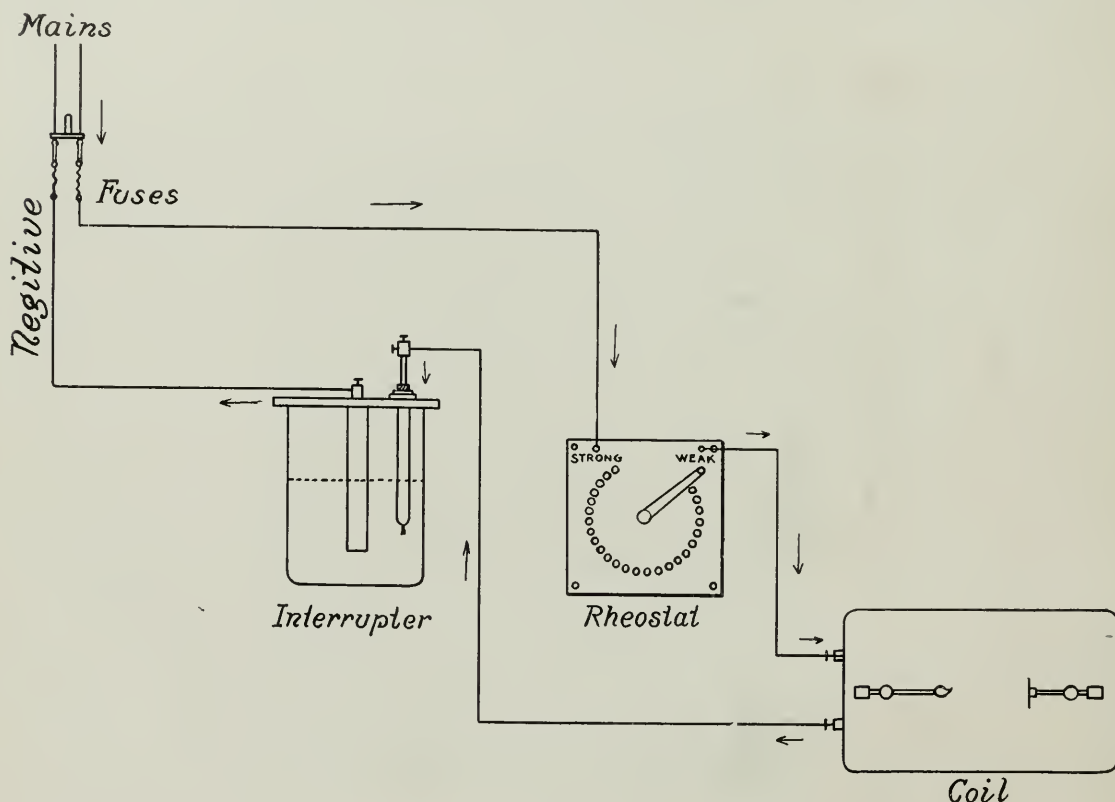 Mains
Fuses
Negitive
STRONG WEAK
Interrupter
Rheostat
Coil